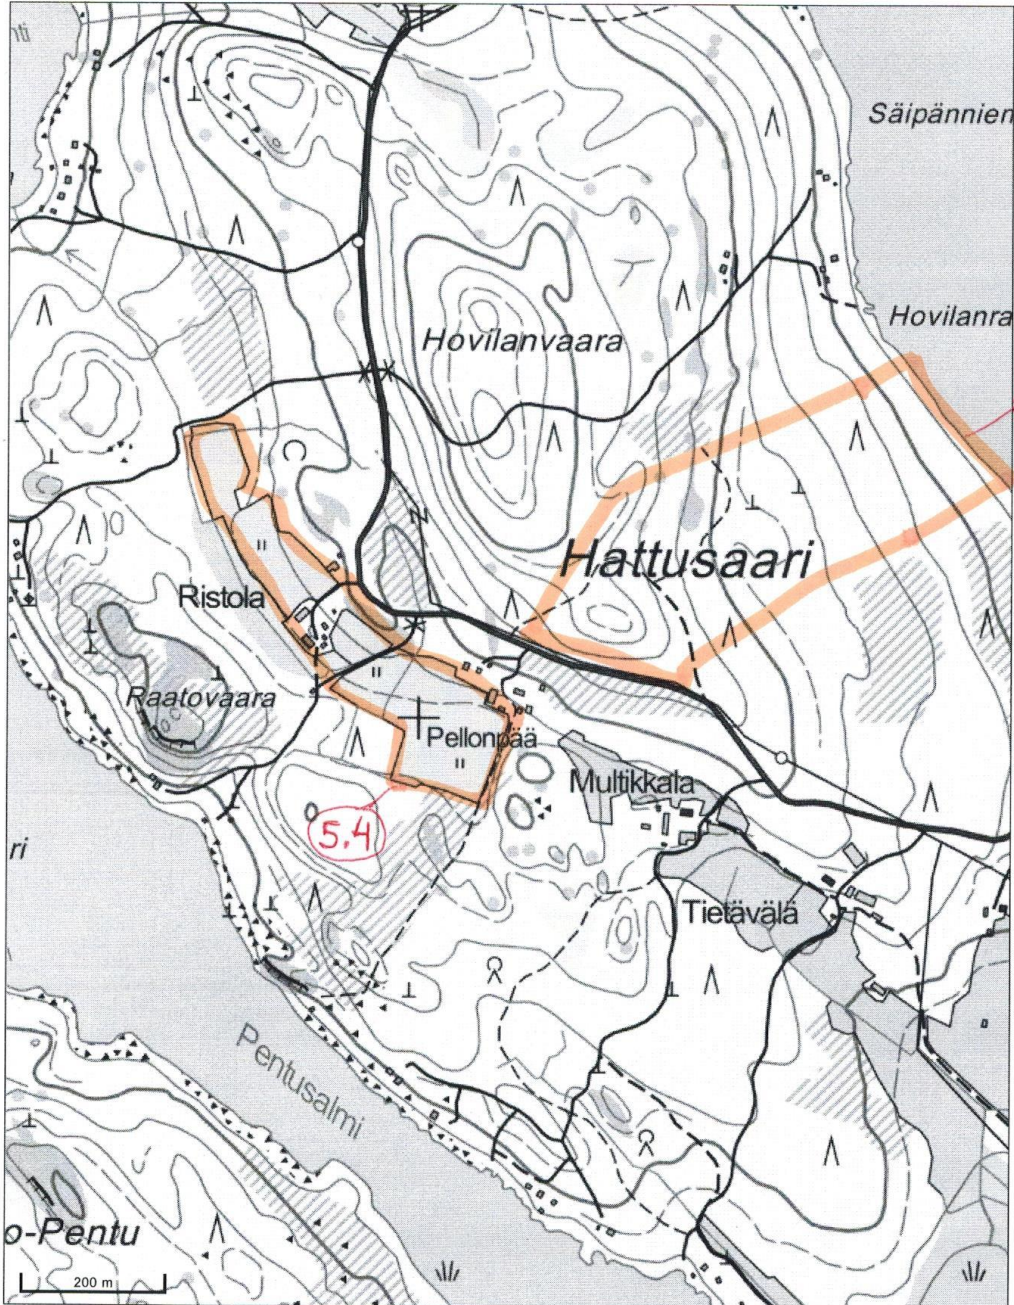 Säipännien
Hovilanra
Hovilanvaara
Hattusaari
Ristola
Raatovaara
Pellonpää
Multikkala
5.4
ri
Tietävälä
Pentusalmi
o-Pentu
200 m